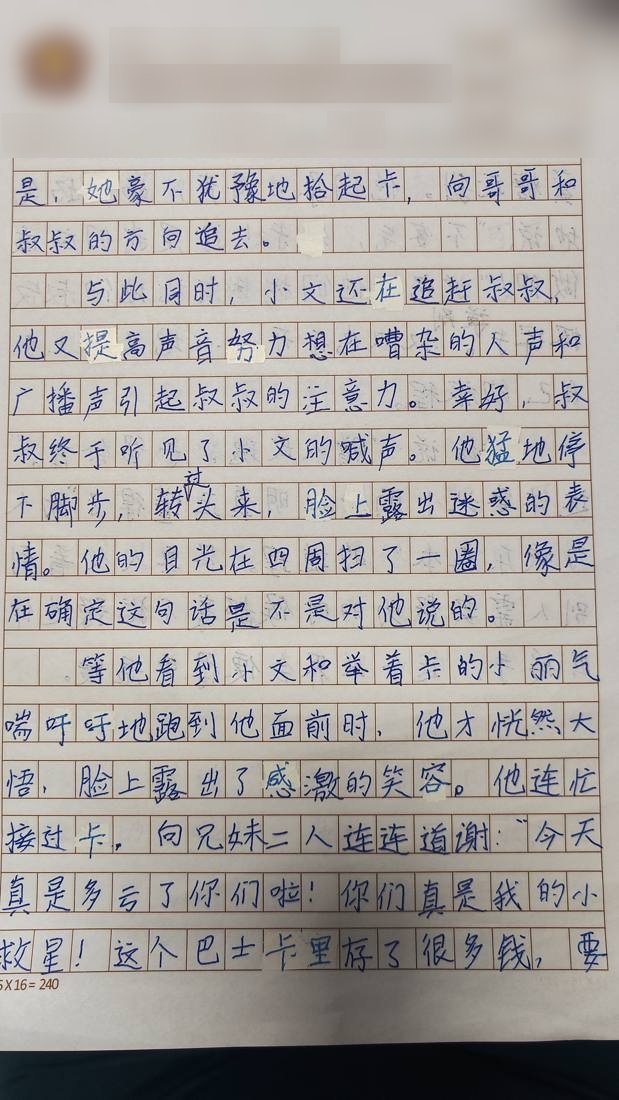 是，她豪不犹豫地拾起卡，向哥哥和
叔叔的方向追去。
与此同时，小文还在追赶叔叔，
他又提高声音努力想在嘈杂的人声和
广播声引起叔叔的注意力。幸好，叔
叔终于听见了小文的喊声。他猛地停
下脚步，转过头来，脸上露出迷惑的表
情。他的目光在四周扫了一圈，像是
在确定这句话是不是对他说的。
等他看到小文和举着卡的小丽气
喘吁吁地跑到他面前时，他才恍然大
悟，脸上露出了感激的笑容。他连忙
接过卡，向兄妹二人连连道谢：“今天
真是多亏了你们啦！你们真是我的小
救星！这个巴士卡里存了很多钱，要
5X16=240